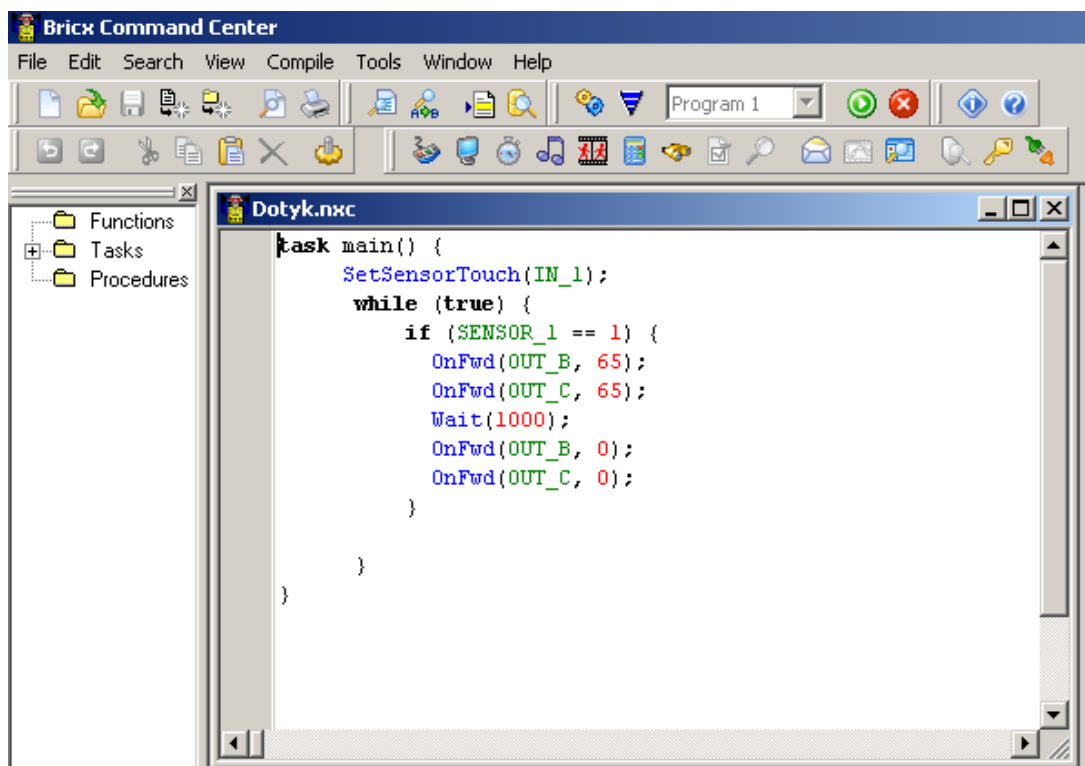 Bricx Command Center
File Edit Search View Compile Tools Window Help
Program 1
Functions
Tasks
Procedures
Dotyk.nxc
task main() {
SetSensorTouch(IN_1);
while (true) {
if (SENSOR_1 == 1) {
OnFwd(OUT_B, 65);
OnFwd(OUT_C, 65);
Wait(1000);
OnFwd(OUT_B, 0);
OnFwd(OUT_C, 0);
}
}
}